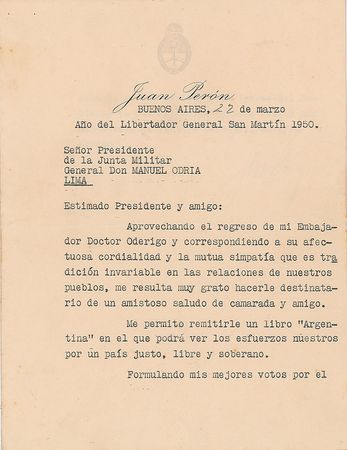 Juan Perón
BUENOS AIRES, 22 de marzo
Año del Libertador General San Martín 1950.
Señor Presidente
de la Junta Militar
General Don MANUEL ODRIA
LIMA
Estimado Presidente y amigo:
Aprovechando el regreso de mi Embaja
dor Doctor Oderigo y correspondiendo a su afec-
tuosa cordialidad y la mutua simpatía que es tra
dición invariable en las relaciones de nuestros
pueblos, me resulta muy grato hacerle destinata-
rio de un amistoso saludo de camarada y amigo.
Me permito remitirle un libro "Argen-
tina" en el que podrá ver los esfuerzos nuestros
por un país justo, libre y soberano.
Formulando mis mejores votos por el